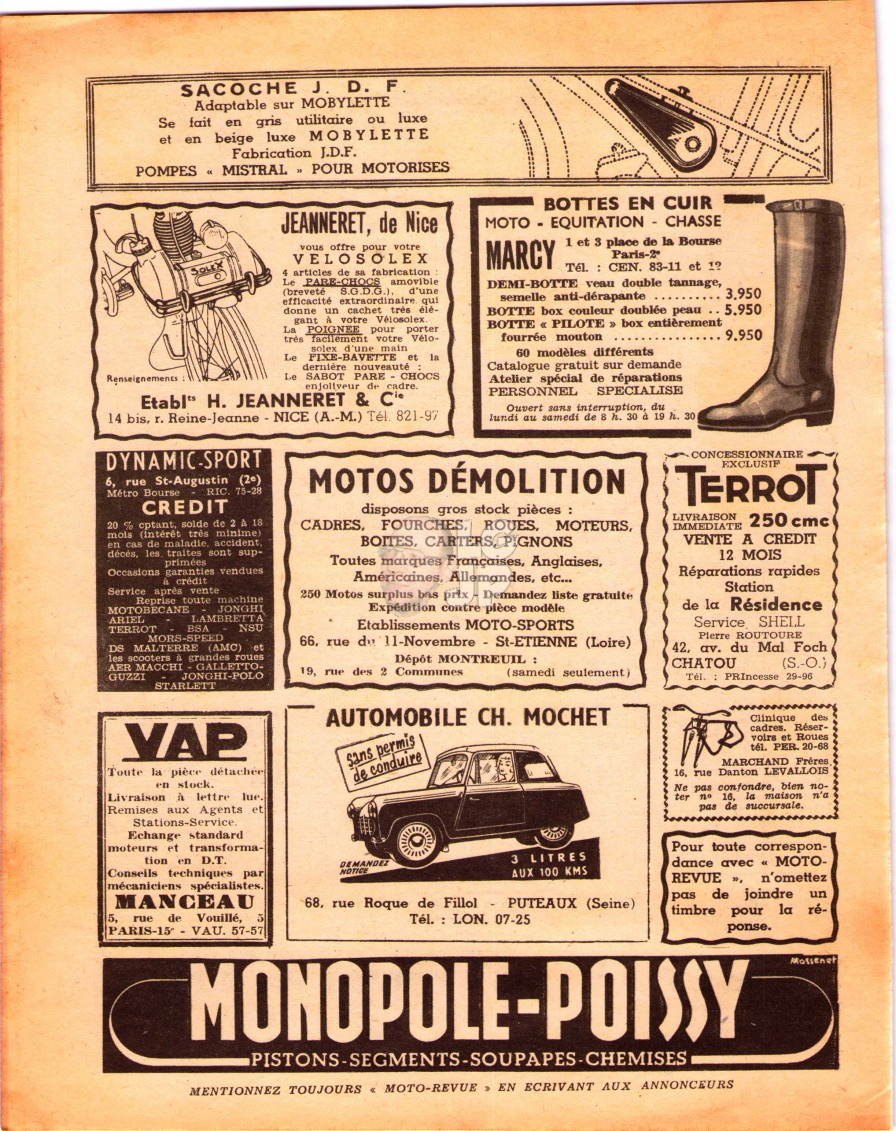 SACOCHE J. D. F.
Adaptable sur MOBYLETTE
Se fait en gris utilitaire ou luxe
et en beige luxe MOBYLETTE
Fabrication J.D.F.
POMPES « MISTRAL » POUR MOTORISES
SOLEX
Renseignements :
JEANNERET, de Nice
vous offre pour votre
VELOSOLEX
4 articles de sa fabrication :
Le PARE-CHOCS amovible
(breveté S.G.D.G.), d'une
efficacité extraordinaire qui
donne un cachet très élé-
gant à votre Vélosolex.
La POIGNEE pour porter
très facilement votre Vélo-
solex d'une main
Le FIXE-BAVETTE et la
dernière nouveauté :
Le SABOT PARE - CHOCS
enjoliveur de cadre.
Etabl^ts H. JEANNERET & C^ie
14 bis, r. Reine-Jeanne - NICE (A.-M.) Tél. 821-97
BOTTES EN CUIR
MOTO - EQUITATION - CHASSE
MARCY
1 et 3 place de la Bourse
Paris-2^e
Tél. : CEN. 83-11 et 12
DEMI-BOTTE veau double tannage,
semelle anti-dérapante .......... 3.950
BOTTE box couleur doublée peau .. 5.950
BOTTE « PILOTE » box entièrement
fourrée mouton ................ 9.950
60 modèles différents
Catalogue gratuit sur demande
Atelier spécial de réparations
PERSONNEL SPECIALISE
Ouvert sans interruption, du
lundi au samedi de 8 h. 30 à 19 h. 30
DYNAMIC-SPORT
6, rue St-Augustin (2^e)
Métro Bourse - RIC. 75-28
CREDIT
20 % cptant, solde de 2 à 18
mois (intérêt très minime)
en cas de maladie, accident,
décés, les traites sont sup-
primées
Occasions garanties vendues
à crédit
Service après vente
Reprise toute machine
MOTOBECANE - JONGHI
ARIEL LAMBRETTA
TERROT - BSA - NSU
MORS-SPEED
DS MALTERRE (AMC) et
les scooters à grandes roues
AER MACCHI - GALLETTO-
GUZZI - JONGHI-POLO
STARLETT
MOTOS DÉMOLITION
disposons gros stock pièces :
CADRES, FOURCHES, ROUES, MOTEURS,
BOITES, CARTERS, PIGNONS
Toutes marques Françaises, Anglaises,
Américaines, Allemandes, etc...
250 Motos surplus bas prix - Demandez liste gratuite
Expédition contre pièce modèle
Etablissements MOTO-SPORTS
66, rue du 11-Novembre - St-ETIENNE (Loire)
Dépôt MONTREUIL :
19, rue des 2 Communes (samedi seulement)
CONCESSIONNAIRE
EXCLUSIF
TERROT
LIVRAISON
IMMEDIATE 250 cmc
VENTE A CREDIT
12 MOIS
Réparations rapides
Station
de la Résidence
Service SHELL
Pierre ROUTOURE
42, av. du Mal Foch
CHATOU (S.-O.)
Tél. : PRIncesse 29-96
VAP
Toute la pièce détachée
en stock.
Livraison à lettre lue.
Remises aux Agents et
Stations-Service.
Echange standard
moteurs et transforma-
tion en D.T.
Conseils techniques par
mécaniciens spécialistes.
MANCEAU
5, rue de Vouillé, 5
PARIS-15^e - VAU. 57-57
AUTOMOBILE CH. MOCHET
sans permis
de conduire
DEMANDEZ
NOTICE
3 LITRES
AUX 100 KMS
68, rue Roque de Fillol - PUTEAUX (Seine)
Tél. : LON. 07-25
Clinique des
cadres. Réser-
voirs et Roues
tél. PER. 20-68
MARCHAND Frères
16, rue Danton LEVALLOIS
Ne pas confondre, bien no-
ter n° 16, la maison n'a
pas de succursale.
Pour toute correspon-
dance avec « MOTO-
REVUE », n'omettez
pas de joindre un
timbre pour la ré-
ponse.
Massenet
MONOPOLE-POISSY
PISTONS-SEGMENTS-SOUPAPES-CHEMISES
MENTIONNEZ TOUJOURS « MOTO-REVUE » EN ECRIVANT AUX ANNONCEURS